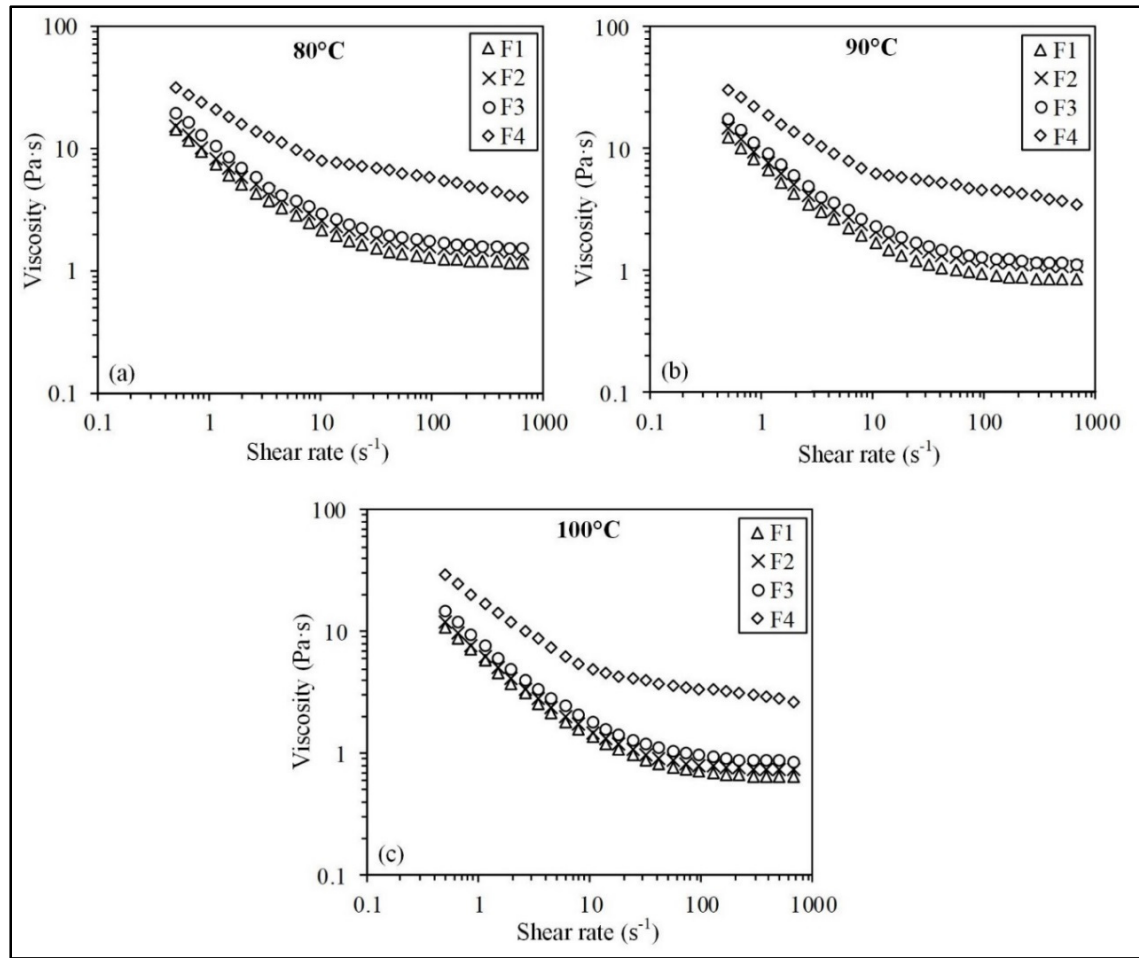 80°C
F1
F2
F3
F4
100
10
1
0.1
Viscosity (Pa·s)
(a)
0.1 1 10 100 1000
Shear rate (s⁻¹)
90°C
F1
F2
F3
F4
100
10
1
0.1
Viscosity (Pa·s)
(b)
0.1 1 10 100 1000
Shear rate (s⁻¹)
100°C
F1
F2
F3
F4
100
10
1
0.1
Viscosity (Pa·s)
(c)
0.1 1 10 100 1000
Shear rate (s⁻¹)